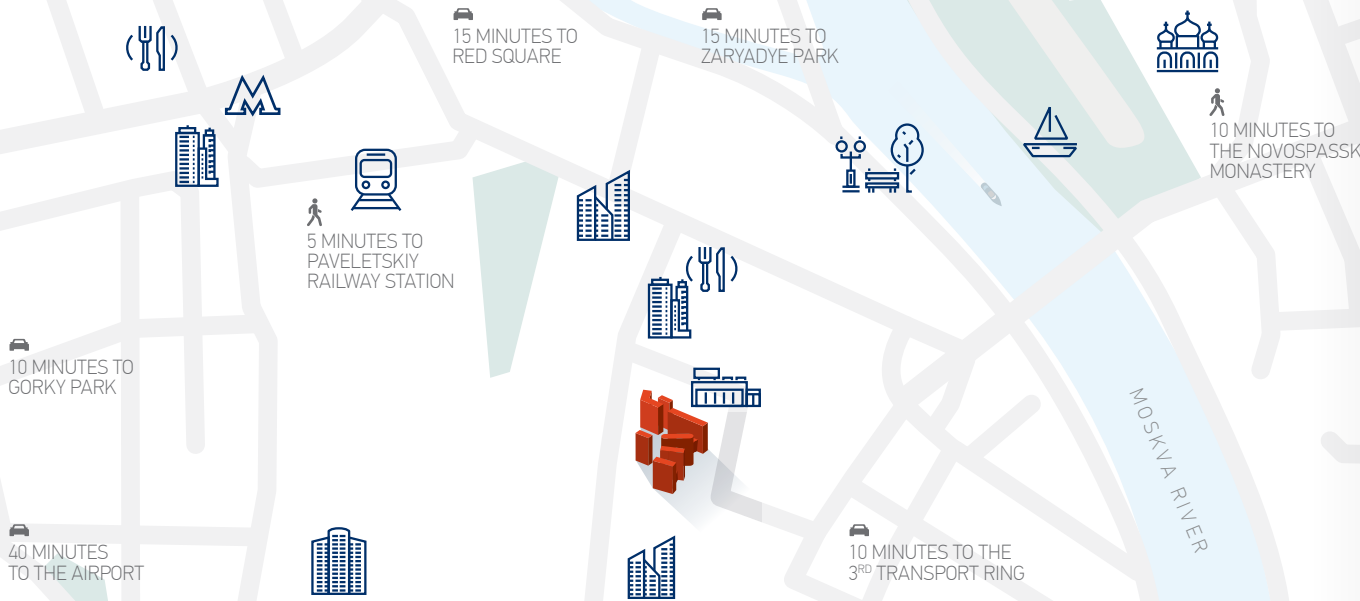 15 MINUTES TO
RED SQUARE
15 MINUTES TO
ZARYADYE PARK
10 MINUTES TO
THE NOVOSPASSK
MONASTERY
5 MINUTES TO
PAVELETSKIY
RAILWAY STATION
10 MINUTES TO
GORKY PARK
MOSKVA RIVER
40 MINUTES
TO THE AIRPORT
10 MINUTES TO THE
3RD TRANSPORT RING